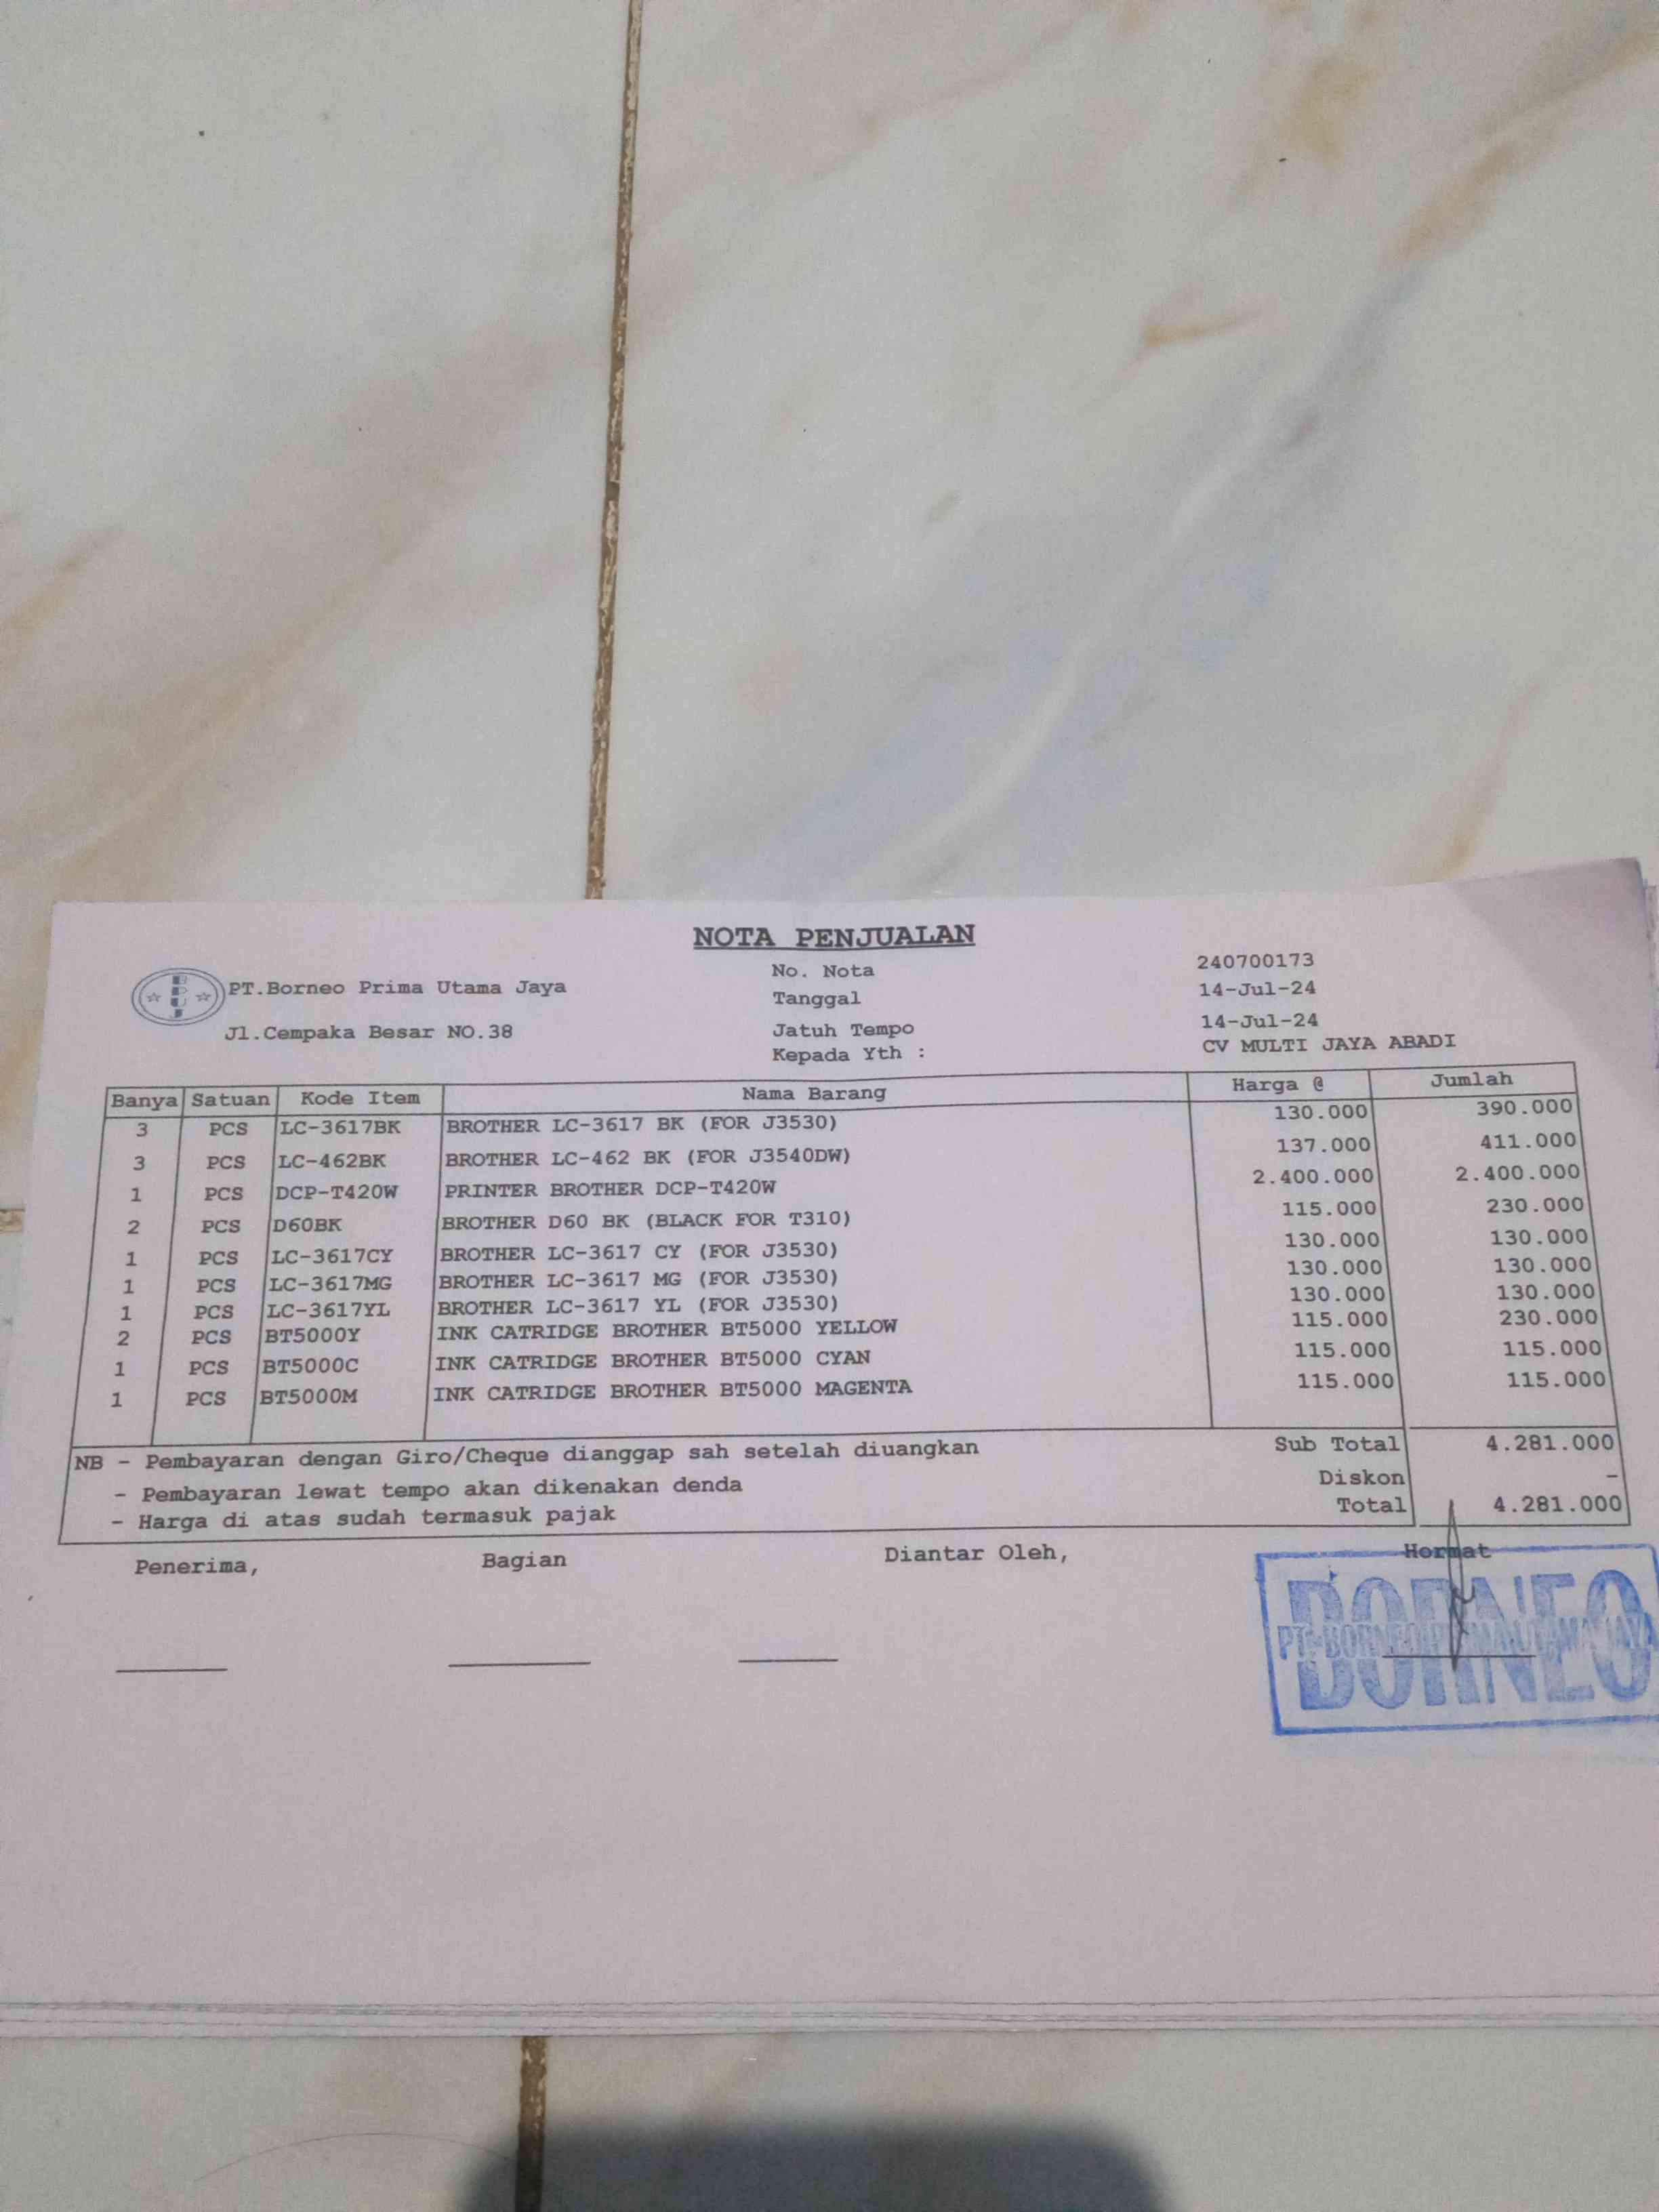 NOTA PENJUALAN
BPUJ
PT.Borneo Prima Utama Jaya
Jl.Cempaka Besar NO.38
No. Nota 240700173
Tanggal 14-Jul-24
Jatuh Tempo 14-Jul-24
Kepada Yth : CV MULTI JAYA ABADI
Banya Satuan Kode Item Nama Barang Harga @ Jumlah
3 PCS LC-3617BK BROTHER LC-3617 BK (FOR J3530) 130.000 390.000
3 PCS LC-462BK BROTHER LC-462 BK (FOR J3540DW) 137.000 411.000
1 PCS DCP-T420W PRINTER BROTHER DCP-T420W 2.400.000 2.400.000
2 PCS D60BK BROTHER D60 BK (BLACK FOR T310) 115.000 230.000
1 PCS LC-3617CY BROTHER LC-3617 CY (FOR J3530) 130.000 130.000
1 PCS LC-3617MG BROTHER LC-3617 MG (FOR J3530) 130.000 130.000
1 PCS LC-3617YL BROTHER LC-3617 YL (FOR J3530) 130.000 130.000
2 PCS BT5000Y INK CATRIDGE BROTHER BT5000 YELLOW 115.000 230.000
1 PCS BT5000C INK CATRIDGE BROTHER BT5000 CYAN 115.000 115.000
1 PCS BT5000M INK CATRIDGE BROTHER BT5000 MAGENTA 115.000 115.000
NB - Pembayaran dengan Giro/Cheque dianggap sah setelah diuangkan Sub Total 4.281.000
- Pembayaran lewat tempo akan dikenakan denda Diskon -
- Harga di atas sudah termasuk pajak Total 4.281.000
Penerima, Bagian Diantar Oleh, Hormat
BORNEO
PT. BORNEO PRIMA UTAMA JAYA